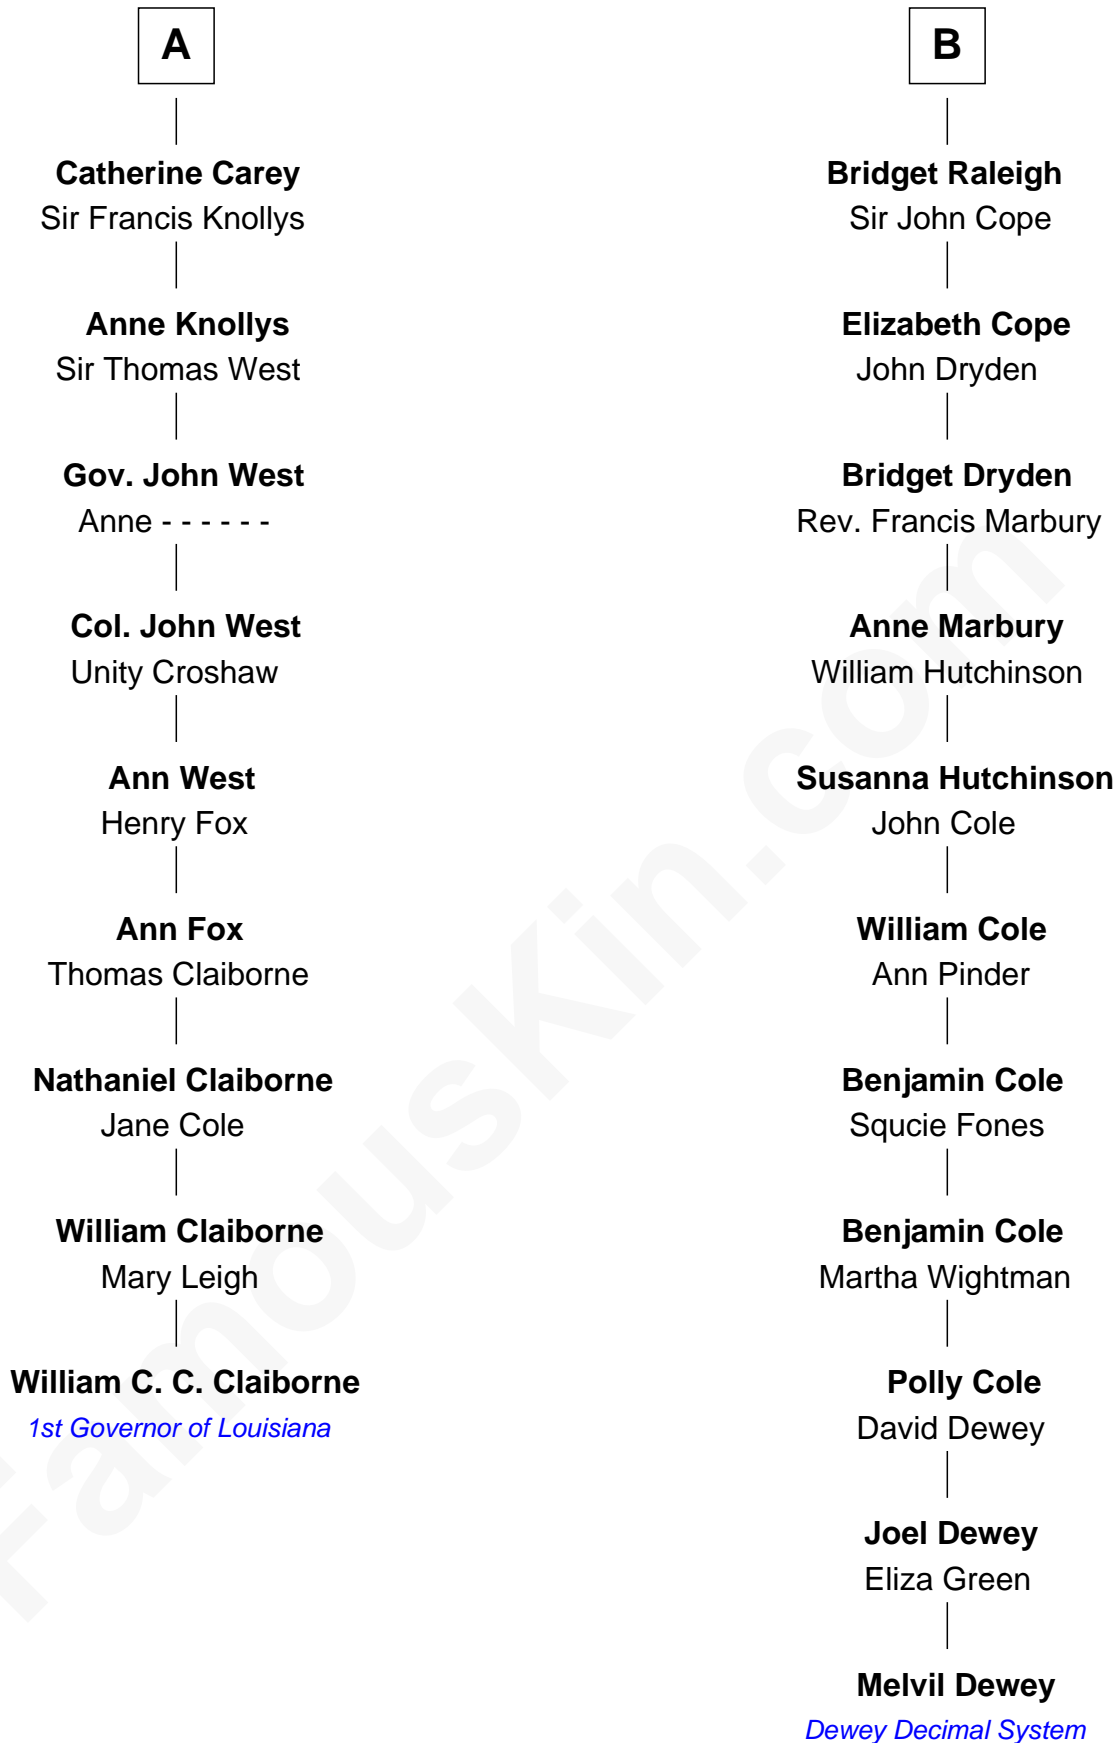 A
Catherine Carey
Sir Francis Knollys
Anne Knollys
Sir Thomas West
Gov. John West
Anne - - - - - -
Col. John West
Unity Croshaw
Ann West
Henry Fox
Ann Fox
Thomas Claiborne
Nathaniel Claiborne
Jane Cole
William Claiborne
Mary Leigh
William C. C. Claiborne
1st Governor of Louisiana
B
Bridget Raleigh
Sir John Cope
Elizabeth Cope
John Dryden
Bridget Dryden
Rev. Francis Marbury
Anne Marbury
William Hutchinson
Susanna Hutchinson
John Cole
William Cole
Ann Pinder
Benjamin Cole
Squcie Fones
Benjamin Cole
Martha Wightman
Polly Cole
David Dewey
Joel Dewey
Eliza Green
Melvil Dewey
Dewey Decimal System
FamousKin.com